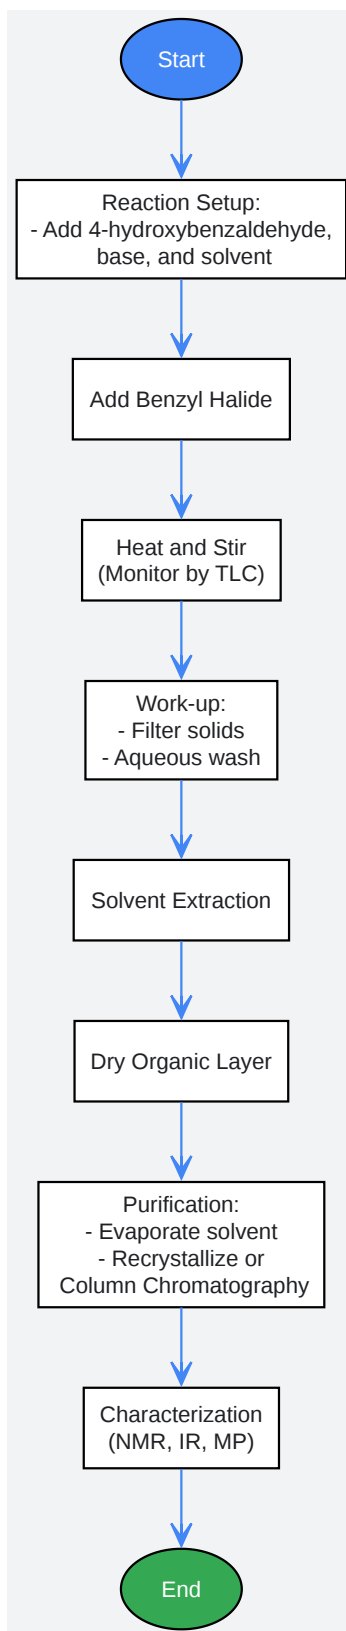 Start
Reaction Setup:
- Add 4-hydroxybenzaldehyde,
base, and solvent
Add Benzyl Halide
Heat and Stir
(Monitor by TLC)
Work-up:
- Filter solids
- Aqueous wash
Solvent Extraction
Dry Organic Layer
Purification:
- Evaporate solvent
- Recrystallize or
Column Chromatography
Characterization
(NMR, IR, MP)
End